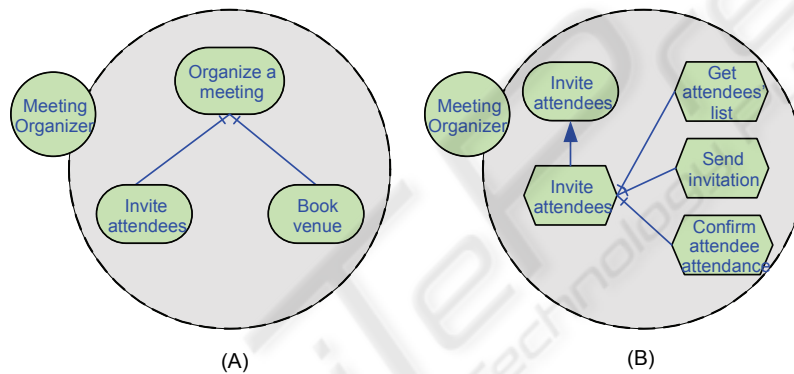 Organize a
meeting
Meeting
Organizer
Invite
attendees
Book
venue
(A)
Invite
attendees
Get
attendees'
list
Meeting
Organizer
Send
invitation
Invite
attendees
Confirm
attendee
attendance
(B)